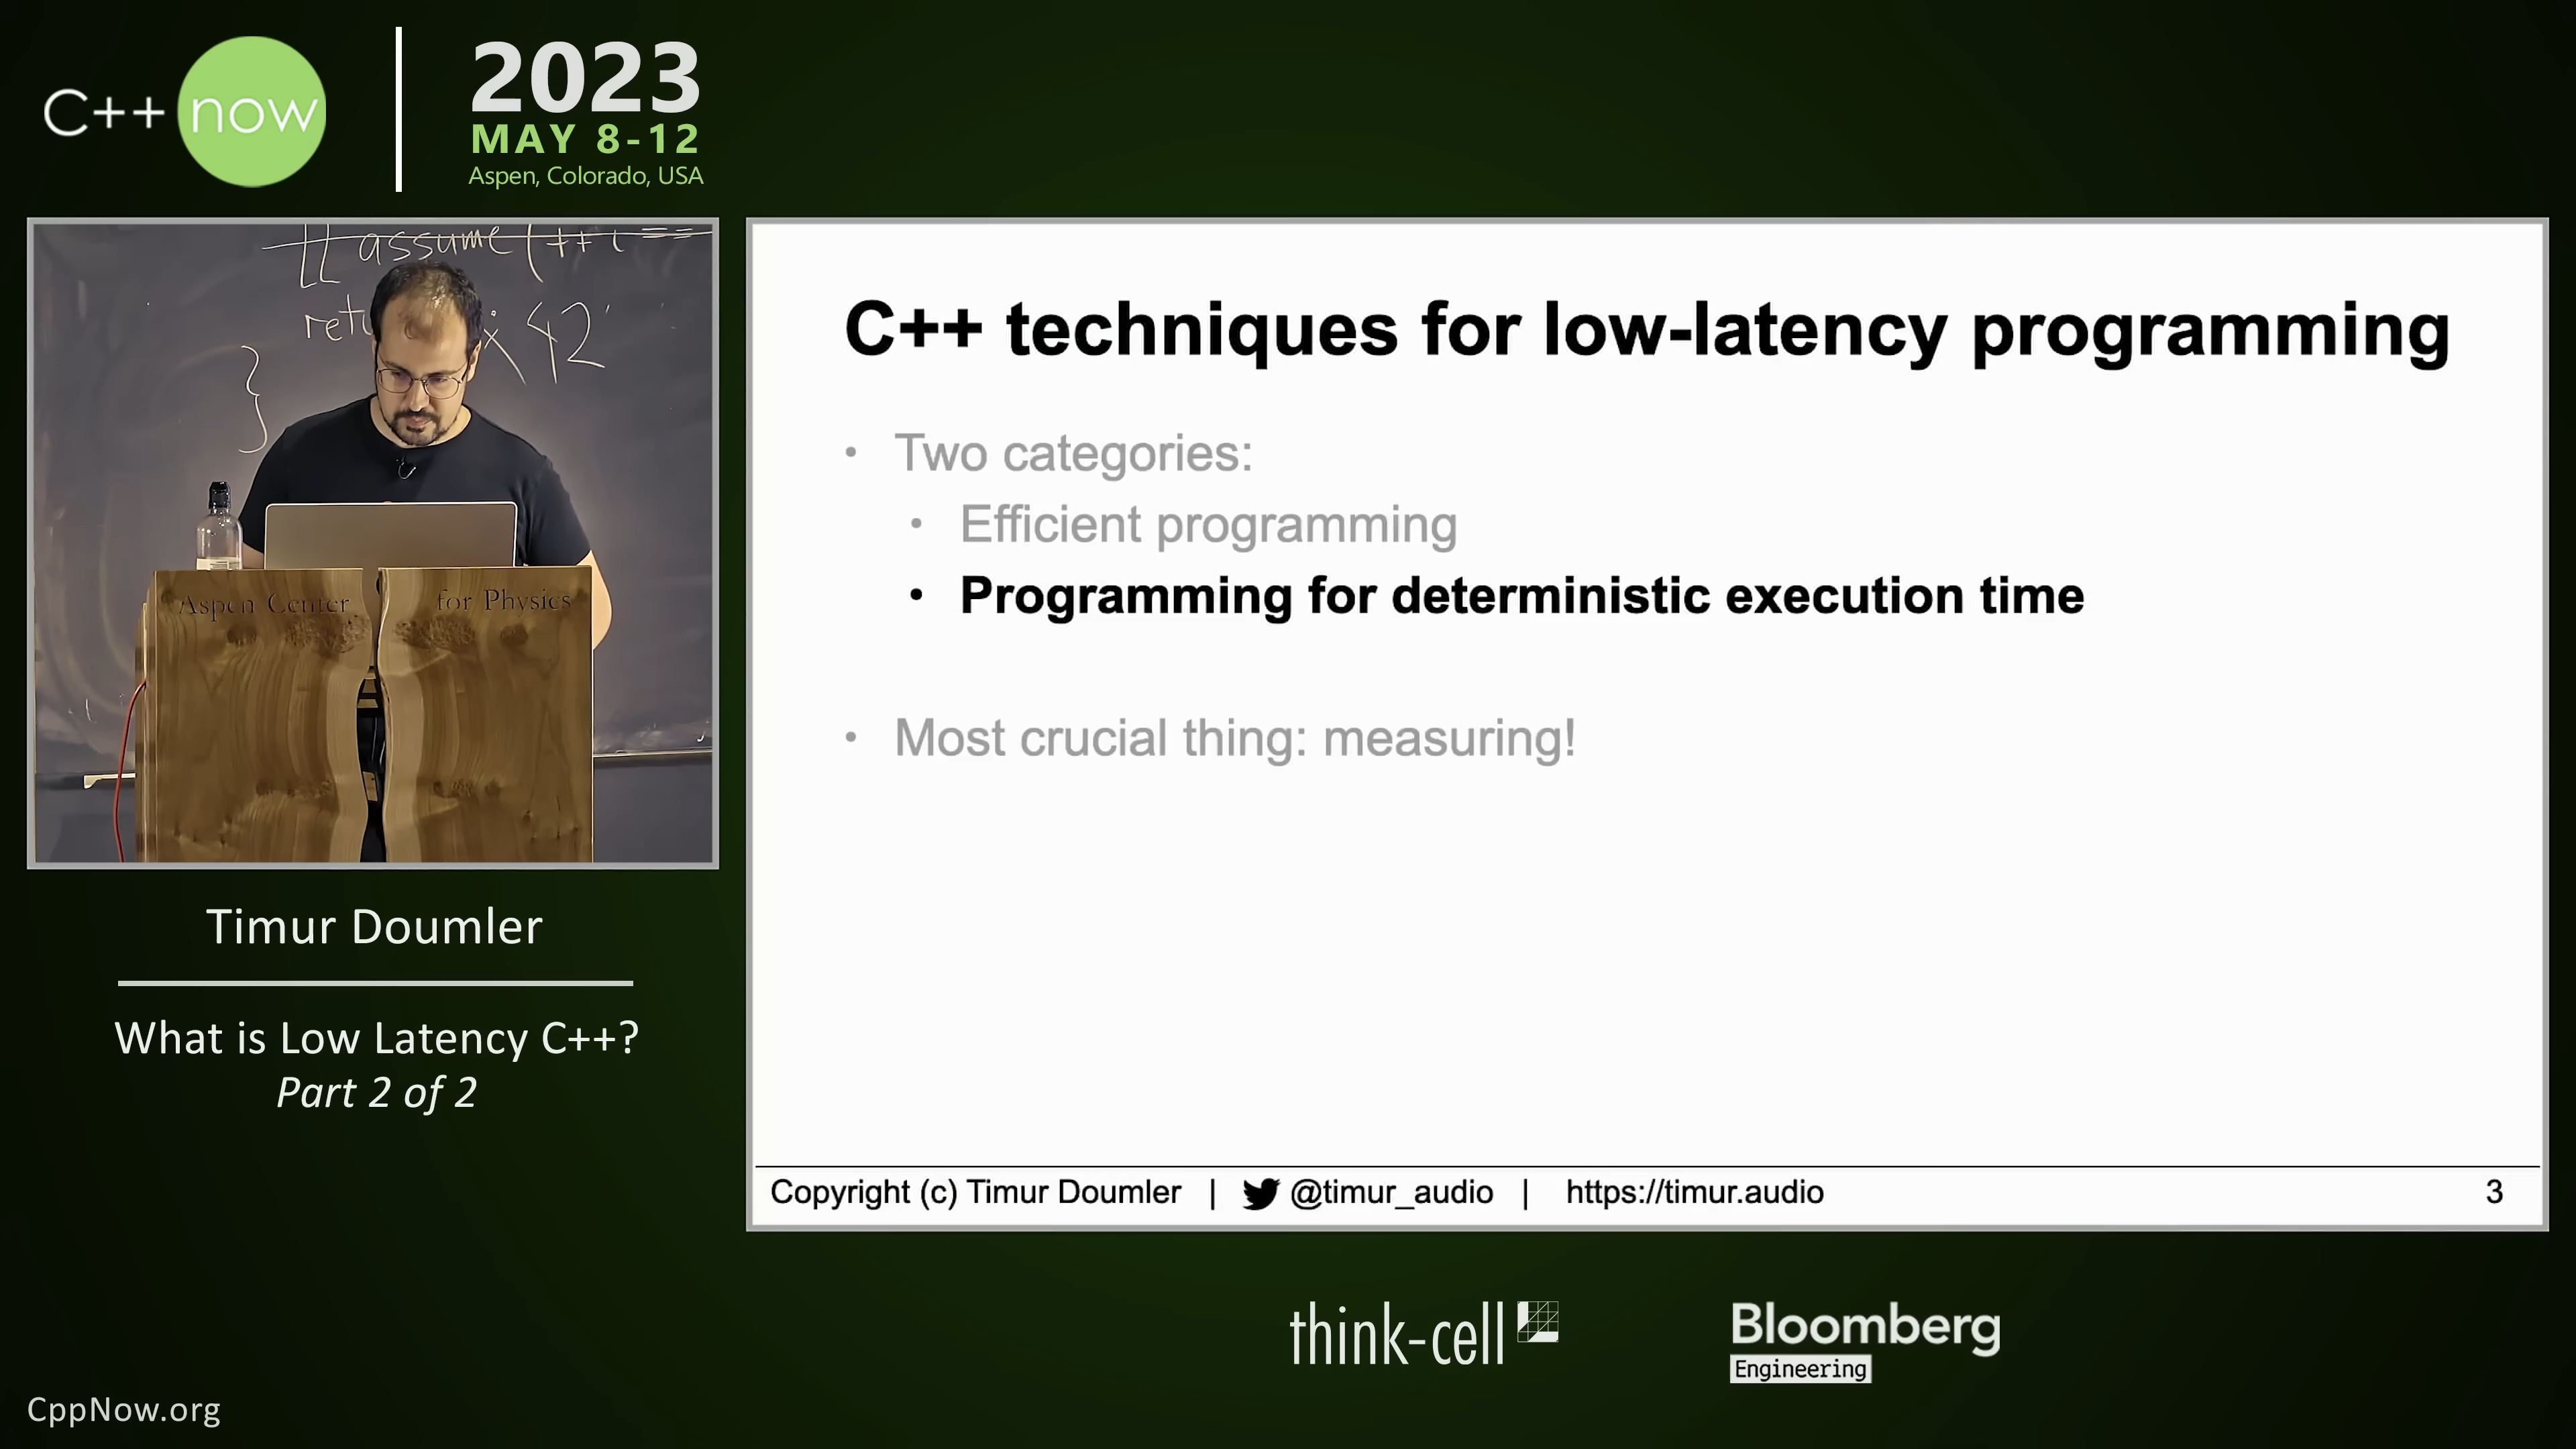 C++ now
2023
MAY 8-12
Aspen, Colorado, USA
[[ assume(++i ==
x 42
}
Aspen Center for Physics
Timur Doumler
What is Low Latency C++?
Part 2 of 2
C++ techniques for low-latency programming
• Two categories:
• Efficient programming
• Programming for deterministic execution time
• Most crucial thing: measuring!
Copyright (c) Timur Doumler | @timur_audio | https://timur.audio 3
think-cell
Bloomberg
Engineering
CppNow.org